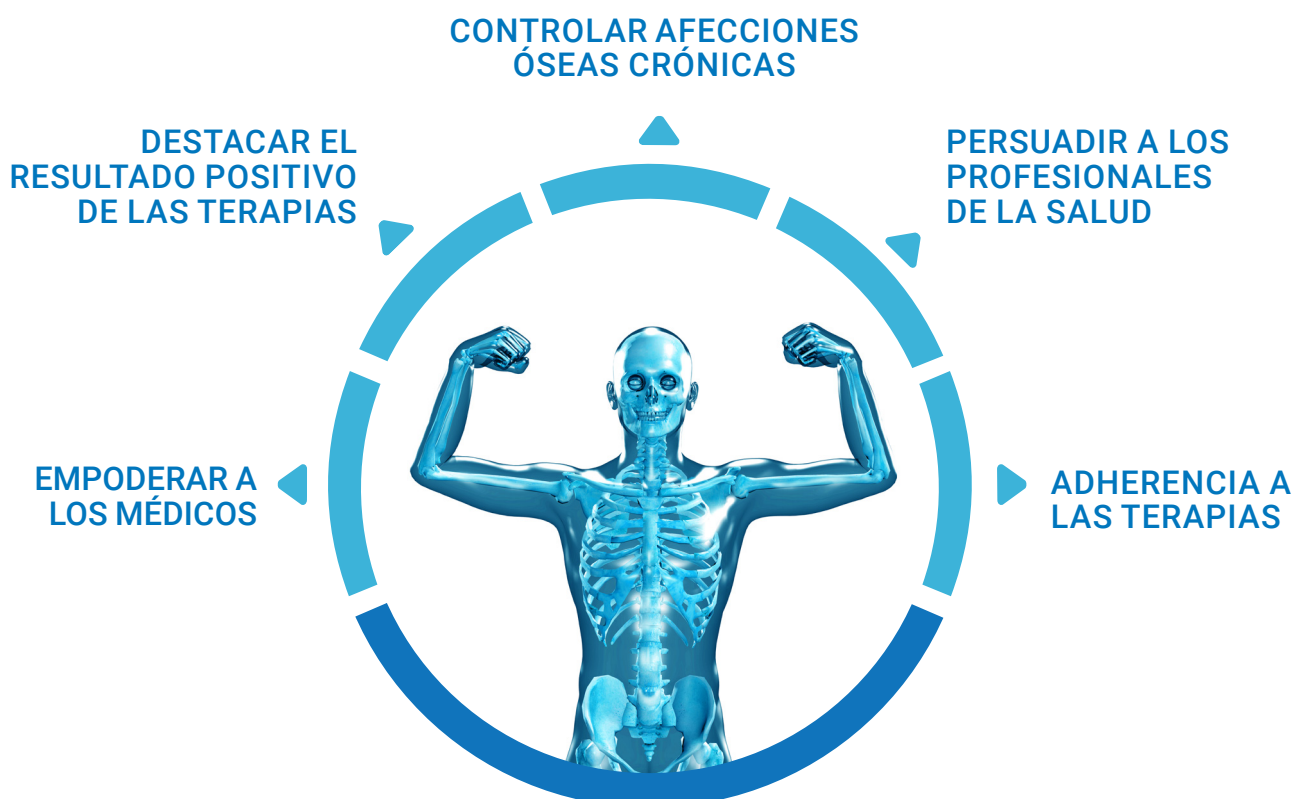 CONTROLAR AFECCIONES
ÓSEAS CRÓNICAS
DESTACAR EL
RESULTADO POSITIVO
DE LAS TERAPIAS
PERSUADIR A LOS
PROFESIONALES
DE LA SALUD
EMPODERAR A
LOS MÉDICOS
ADHERENCIA A
LAS TERAPIAS